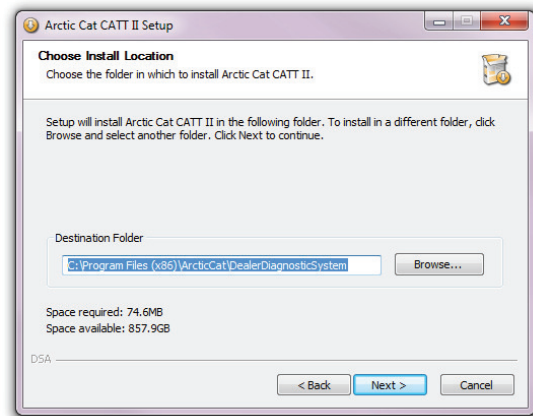 Arctic Cat CATT II Setup
Choose Install Location
Choose the folder in which to install Arctic Cat CATT II.
Setup will install Arctic Cat CATT II in the following folder. To install in a different folder, click
Browse and select another folder. Click Next to continue.
Destination Folder
C:\Program Files (x86)\ArcticCat\DealerDiagnosticSystem
Browse...
Space required: 74.6MB
Space available: 857.9GB
DSA
< Back
Next >
Cancel